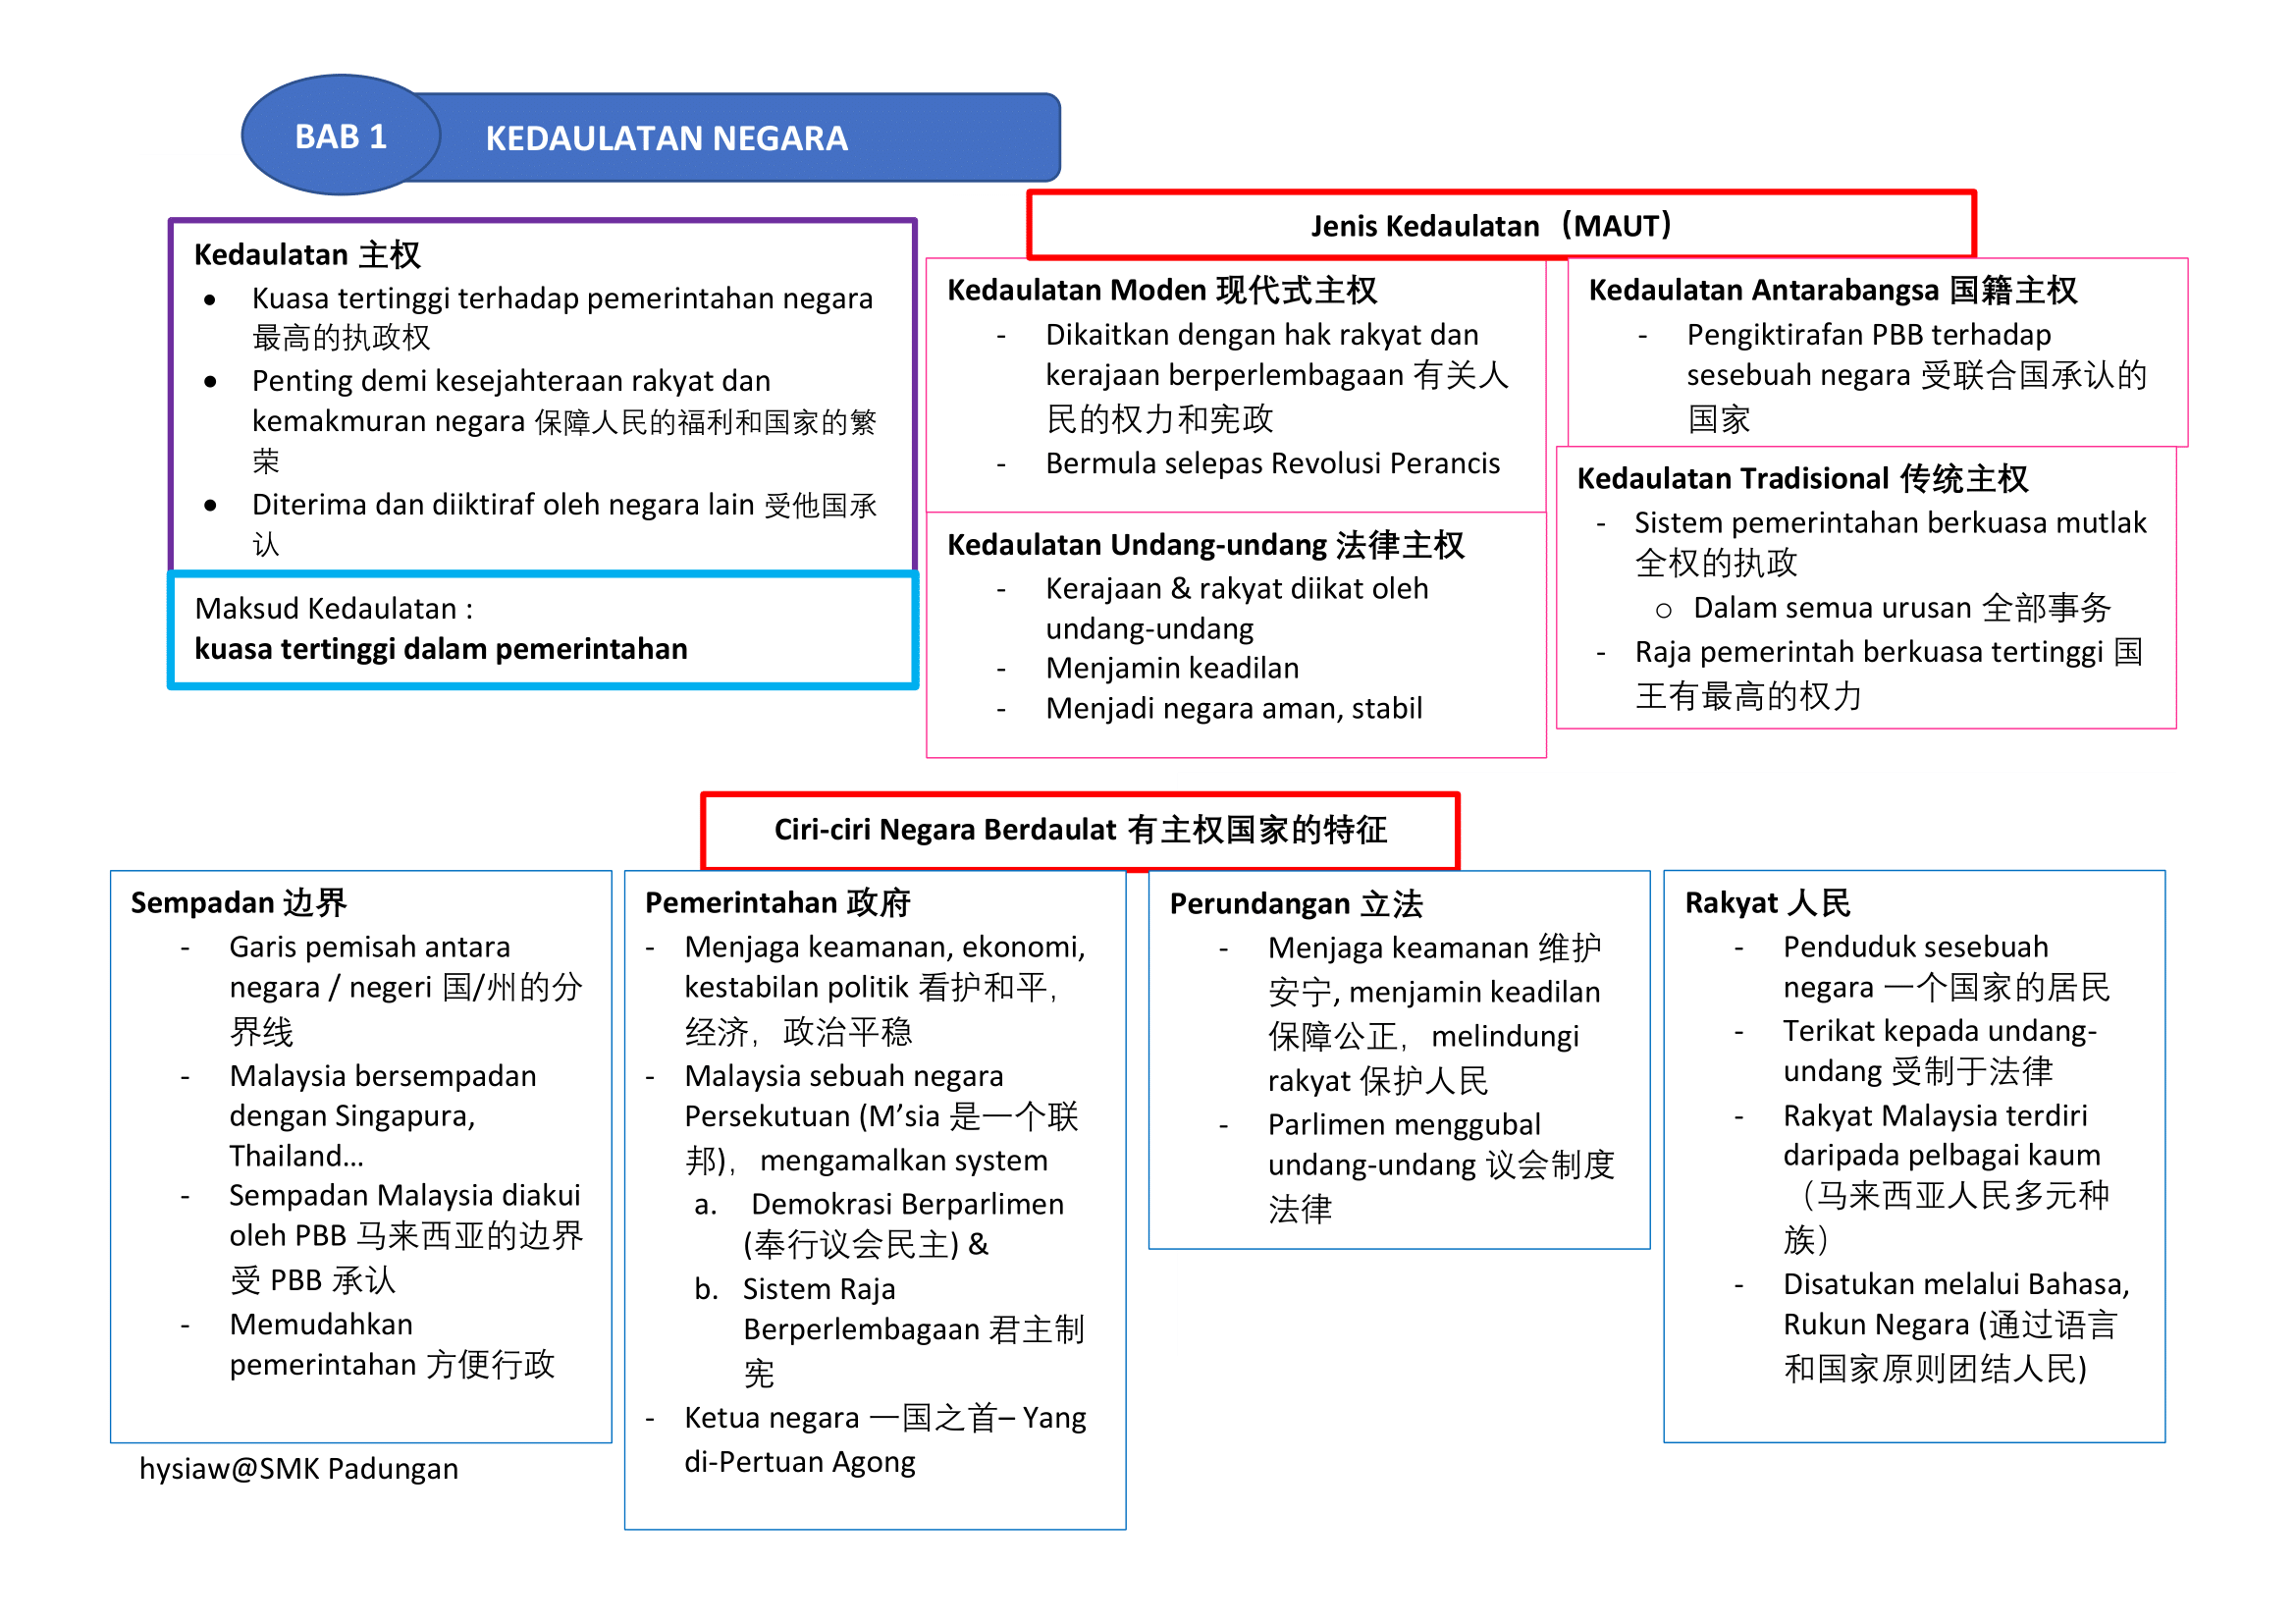 BAB 1
KEDAULATAN NEGARA
Kedaulatan 主权
• Kuasa tertinggi terhadap pemerintahan negara
最高的执政权
• Penting demi kesejahteraan rakyat dan
kemakmuran negara 保障人民的福利和国家的繁
荣
• Diterima dan diiktiraf oleh negara lain 受他国承
认
Maksud Kedaulatan :
kuasa tertinggi dalam pemerintahan
Jenis Kedaulatan （MAUT）
Kedaulatan Moden 现代式主权
- Dikaitkan dengan hak rakyat dan
kerajaan berperlembagaan 有关人
民的权力和宪政
- Bermula selepas Revolusi Perancis
Kedaulatan Antarabangsa 国籍主权
- Pengiktirafan PBB terhadap
sesebuah negara 受联合国承认的
国家
Kedaulatan Undang-undang 法律主权
- Kerajaan & rakyat diikat oleh
undang-undang
- Menjamin keadilan
- Menjadi negara aman, stabil
Kedaulatan Tradisional 传统主权
- Sistem pemerintahan berkuasa mutlak
全权的执政
o Dalam semua urusan 全部事务
- Raja pemerintah berkuasa tertinggi 国
王有最高的权力
Ciri-ciri Negara Berdaulat 有主权国家的特征
Sempadan 边界
- Garis pemisah antara
negara / negeri 国/州的分
界线
- Malaysia bersempadan
dengan Singapura,
Thailand…
- Sempadan Malaysia diakui
oleh PBB 马来西亚的边界
受 PBB 承认
- Memudahkan
pemerintahan 方便行政
Pemerintahan 政府
- Menjaga keamanan, ekonomi,
kestabilan politik 看护和平，
经济，政治平稳
- Malaysia sebuah negara
Persekutuan (M’sia 是一个联
邦)， mengamalkan system
a. Demokrasi Berparlimen
(奉行议会民主) &
b. Sistem Raja
Berperlembagaan 君主制
宪
- Ketua negara 一国之首– Yang
di-Pertuan Agong
Perundangan 立法
- Menjaga keamanan 维护
安宁, menjamin keadilan
保障公正，melindungi
rakyat 保护人民
- Parlimen menggubal
undang-undang 议会制度
法律
Rakyat 人民
- Penduduk sesebuah
negara 一个国家的居民
- Terikat kepada undang-
undang 受制于法律
- Rakyat Malaysia terdiri
daripada pelbagai kaum
（马来西亚人民多元种
族）
- Disatukan melalui Bahasa,
Rukun Negara (通过语言
和国家原则团结人民)
hysiaw@SMK Padungan